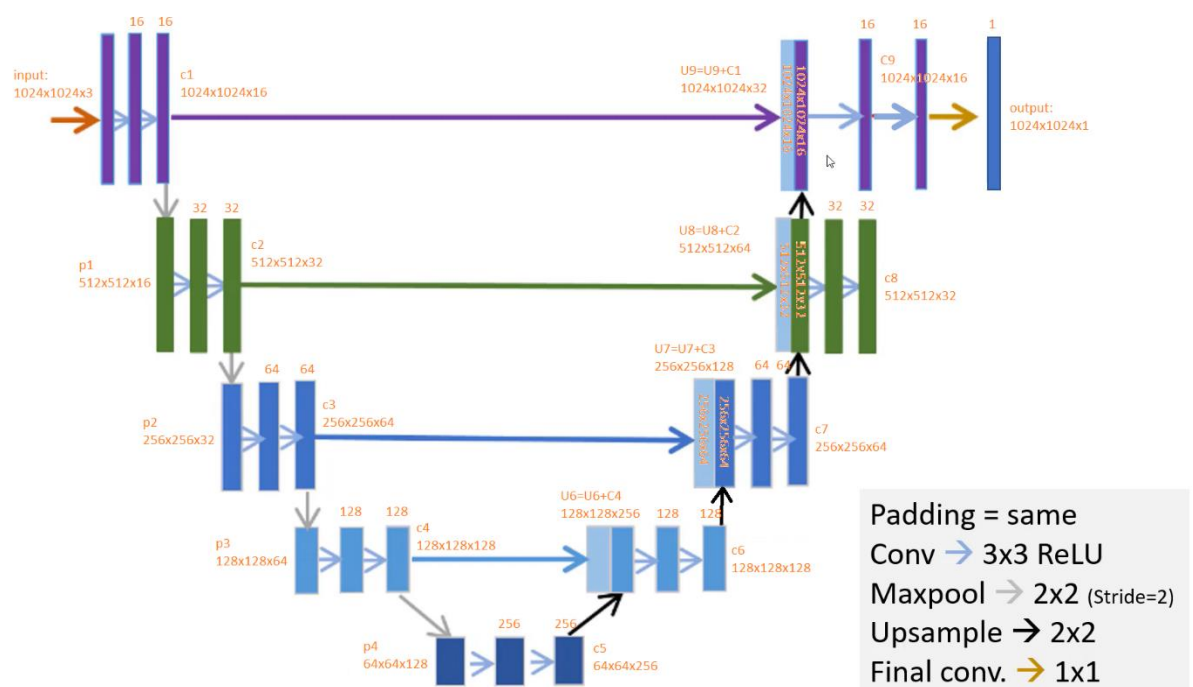 16 16
input:
1024x1024x3
c1
1024x1024x16
U9=U9+C1
1024x1024x32
1024x1024x16
16 16
C9
1024x1024x16
1
output:
1024x1024x1
32 32
p1
512x512x16
c2
512x512x32
U8=U8+C2
512x512x64
512x512x32
32 32
c8
512x512x32
64 64
p2
256x256x32
c3
256x256x64
U7=U7+C3
256x256x128
256x256x64
64 64
c7
256x256x64
128 128
p3
128x128x64
c4
128x128x128
U6=U6+C4
128x128x256
128 128
c6
128x128x128
256 256
p4
64x64x128
c5
64x64x256
Padding = same
Conv → 3x3 ReLU
Maxpool → 2x2 (Stride=2)
Upsample → 2x2
Final conv. → 1x1